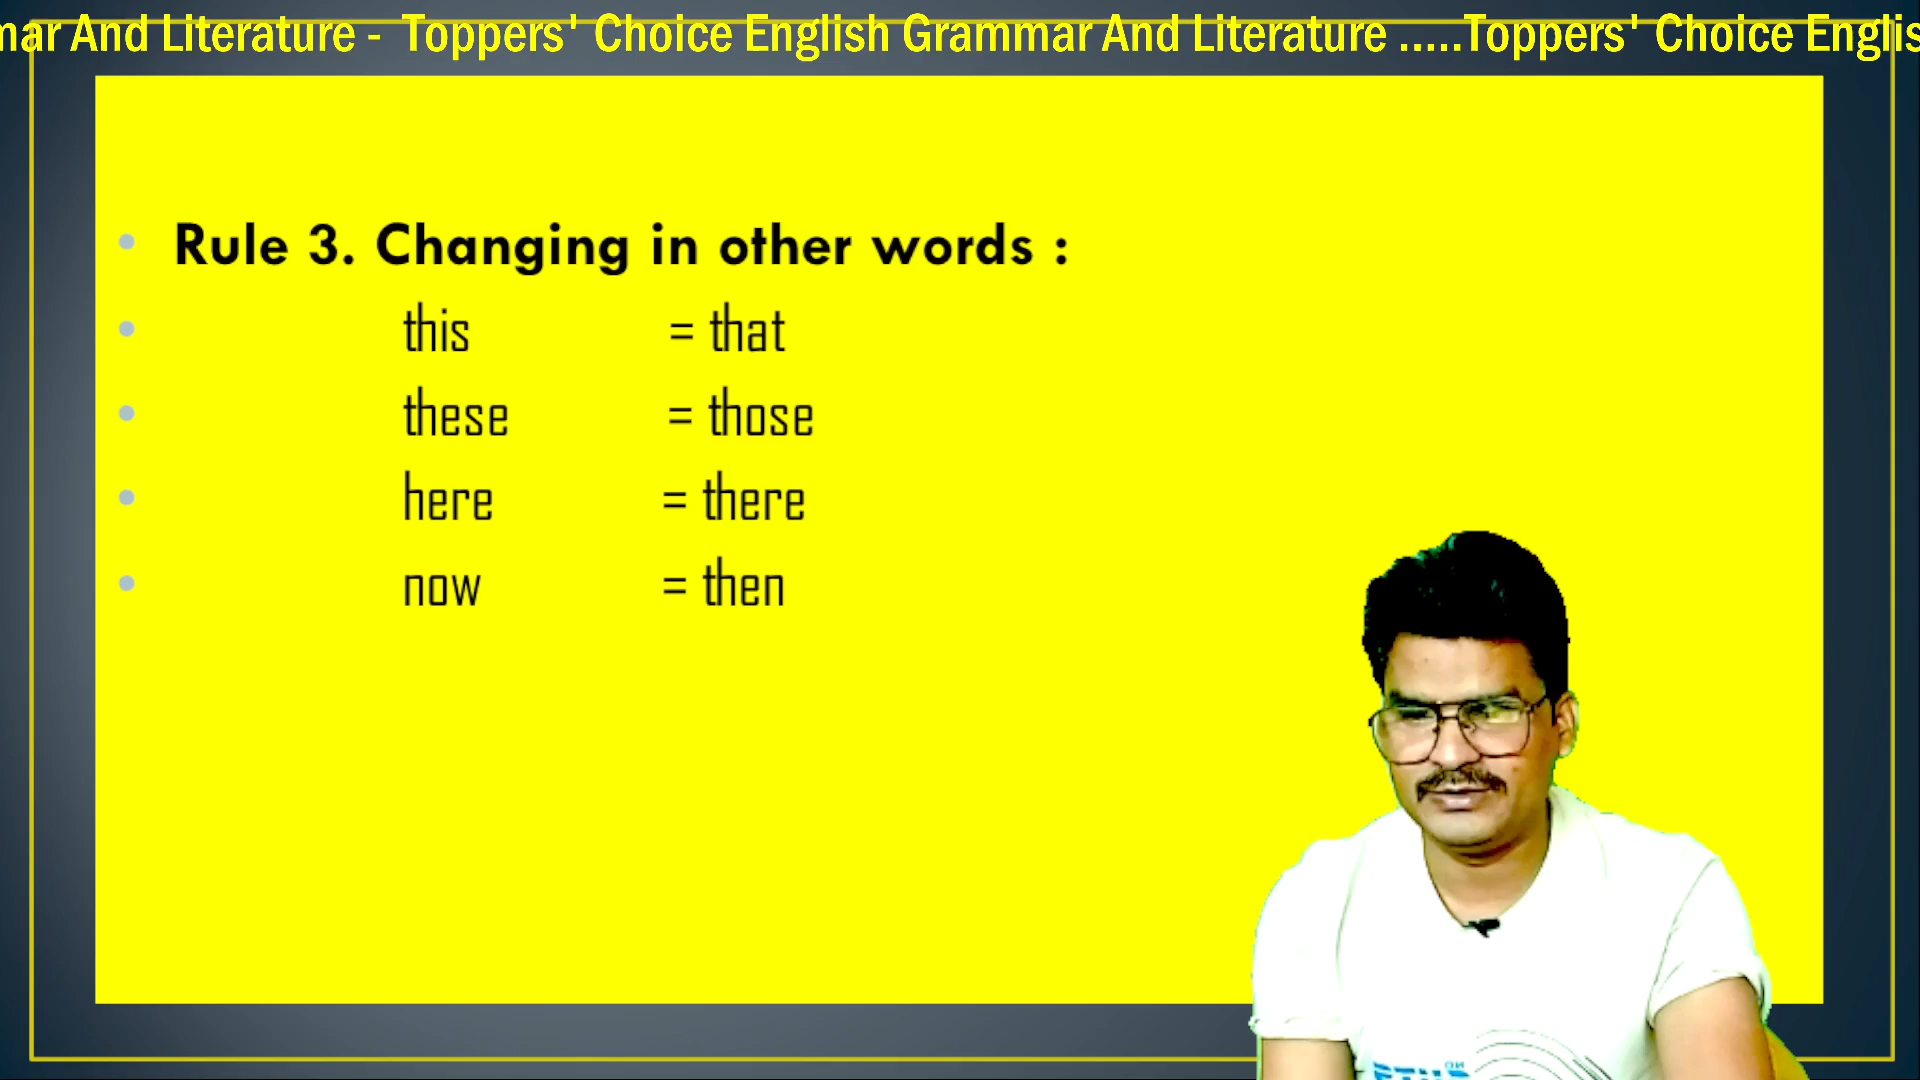 mar And Literature - Toppers' Choice English Grammar And Literature .....Toppers' Choice Englis
Rule 3. Changing in other words :
this = that
these = those
here = there
now = then